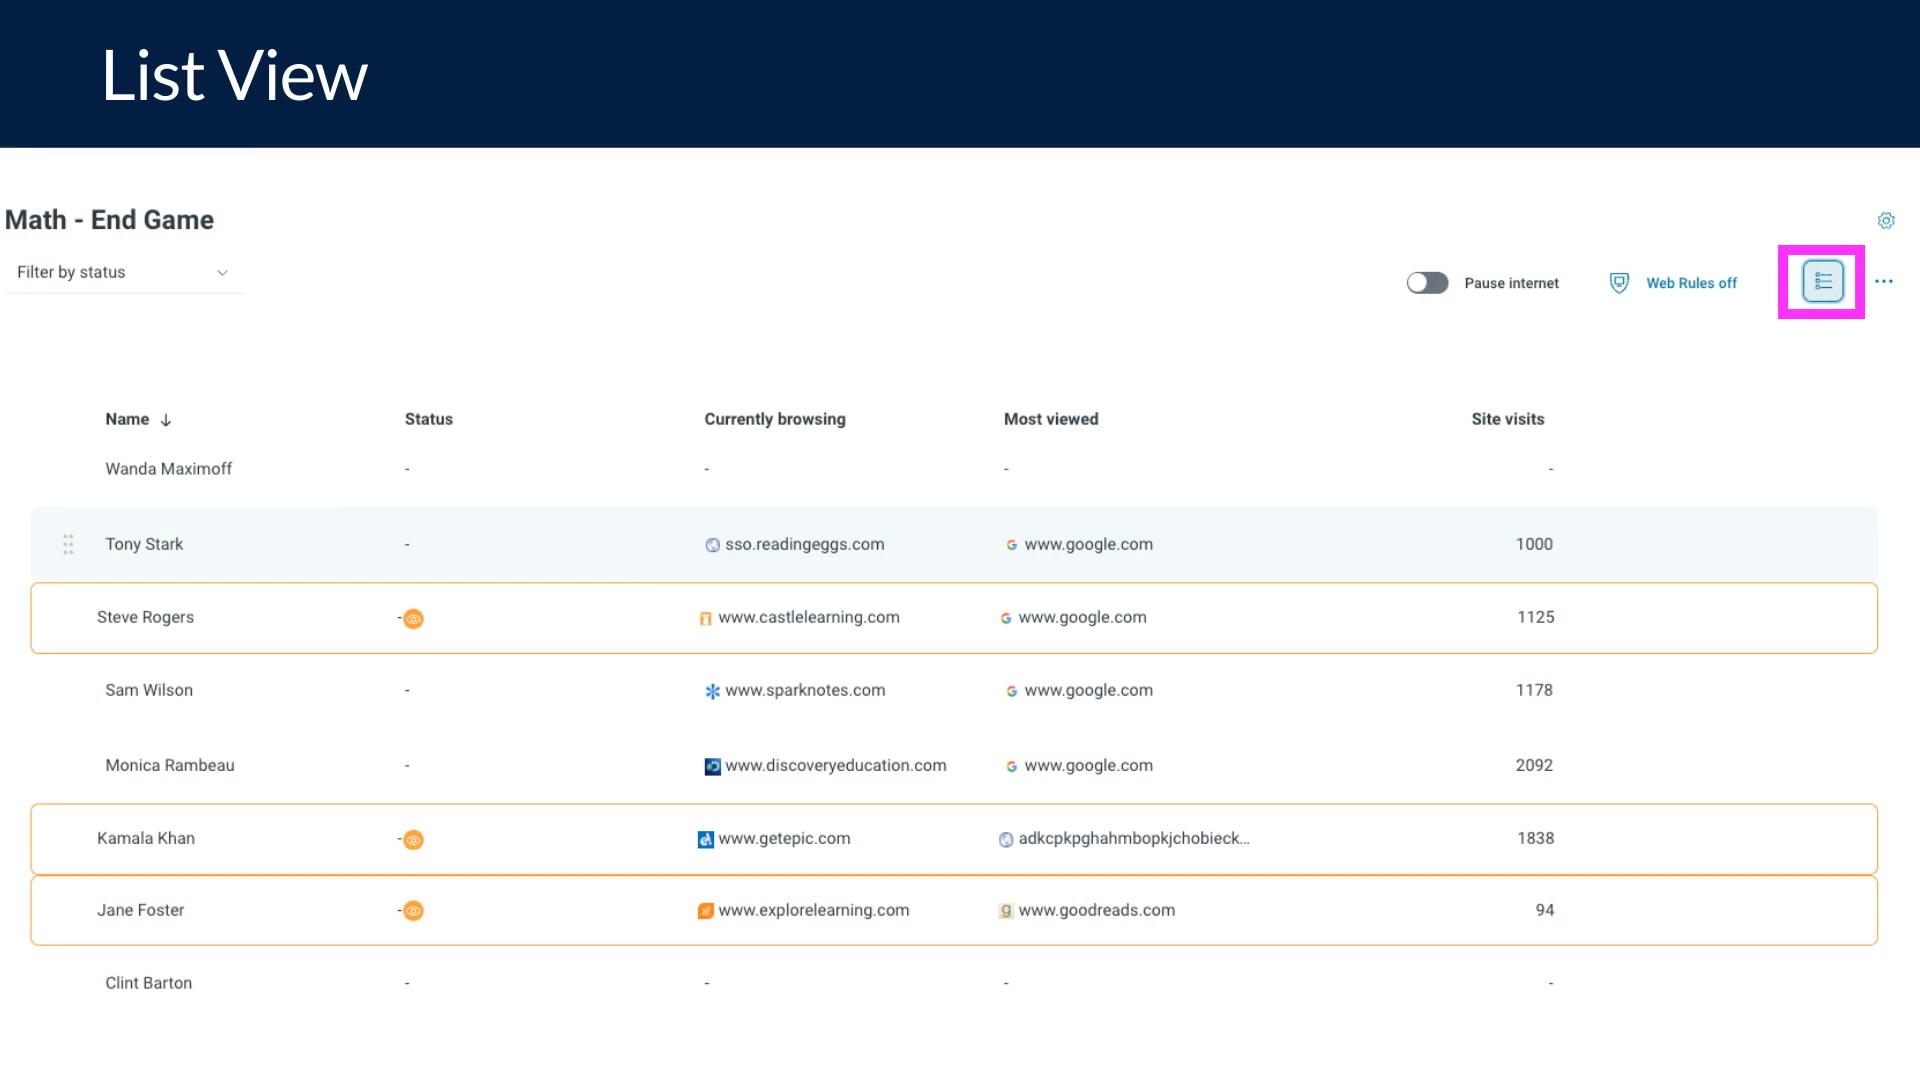 List View
Math - End Game
Filter by status
Pause internet Web Rules off
Name Status Currently browsing Most viewed Site visits
Wanda Maximoff - - - -
Tony Stark - sso.readingeggs.com www.google.com 1000
Steve Rogers - www.castlelearning.com www.google.com 1125
Sam Wilson - www.sparknotes.com www.google.com 1178
Monica Rambeau - www.discoveryeducation.com www.google.com 2092
Kamala Khan - www.getepic.com adkcpkpghahmbopkjchobieck... 1838
Jane Foster - www.explorelearning.com www.goodreads.com 94
Clint Barton - - - -